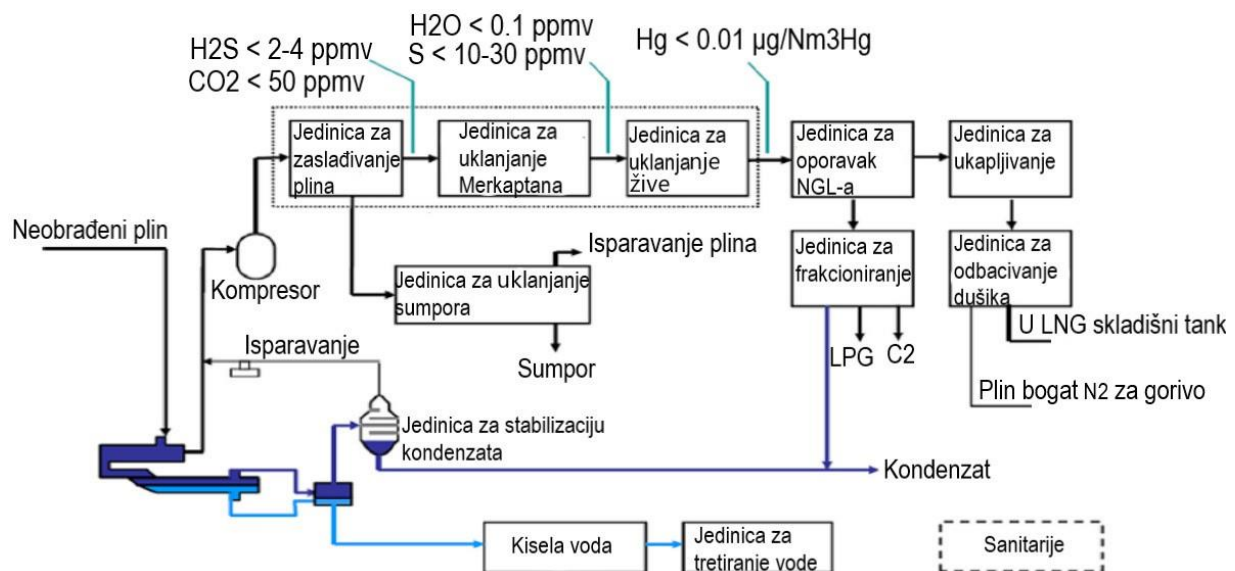 H2S < 2-4 ppmv
CO2 < 50 ppmv
H2O < 0.1 ppmv
S < 10-30 ppmv
Hg < 0.01 µg/Nm3Hg
Jedinica za
zaslađivanje
plina
Jedinica za
uklanjanje
Merkaptana
Jedinica za
uklanjanje
žive
Jedinica za
oporavak
NGL-a
Jedinica za
ukapljivanje
Neobrađeni plin
Kompresor
Jedinica za uklanjanje
sumpora
Isparavanje plina
Sumpor
Jedinica za
frakcioniranje
Jedinica za
odbacivanje
dušika
LPG
C2
U LNG skladišni tank
Plin bogat N2 za gorivo
Isparavanje
Jedinica za stabilizaciju
kondenzata
Kondenzat
Kisela voda
Jedinica za
tretiranje vode
Sanitarije